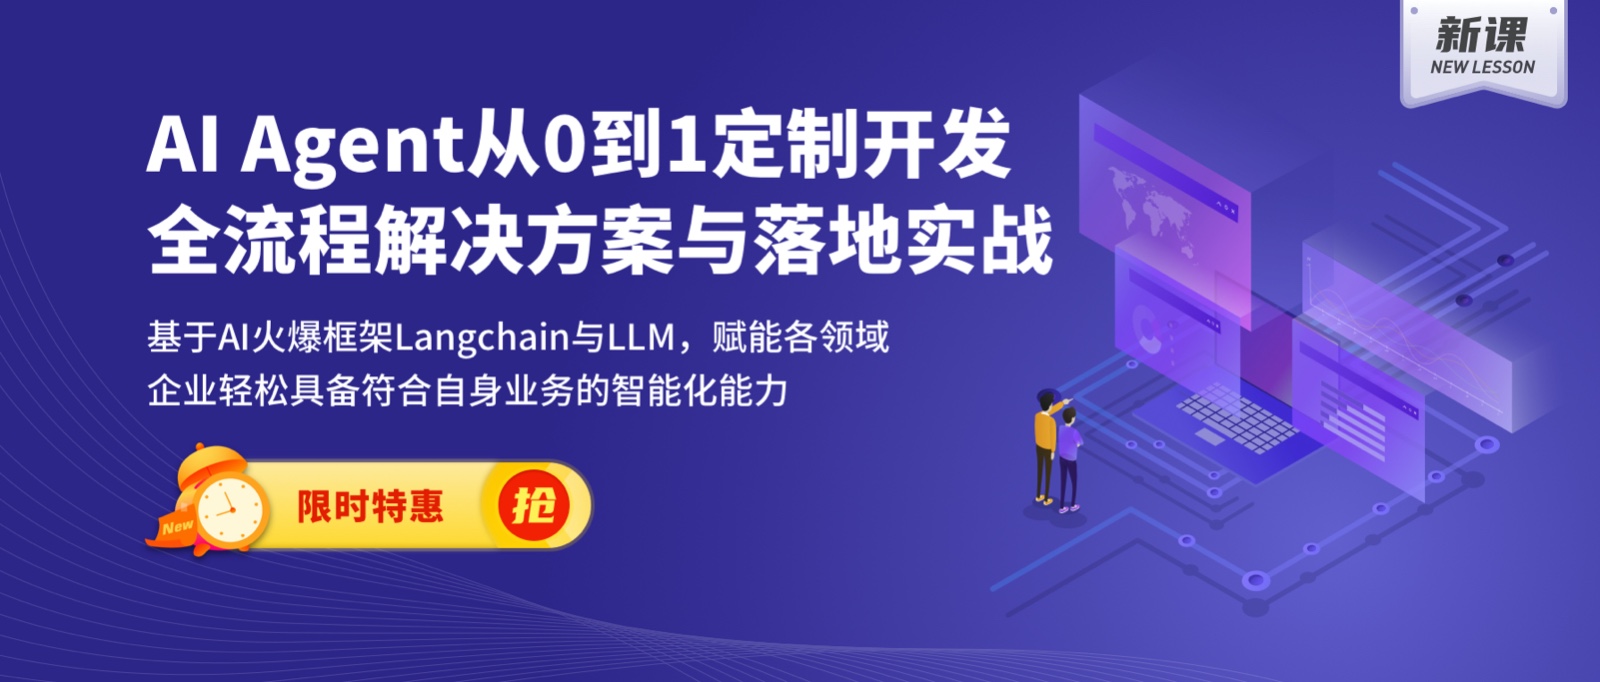 新课
NEW LESSON
AI Agent从0到1定制开发
全流程解决方案与落地实战
基于AI火爆框架Langchain与LLM，赋能各领域
企业轻松具备符合自身业务的智能化能力
New
限时特惠
抢